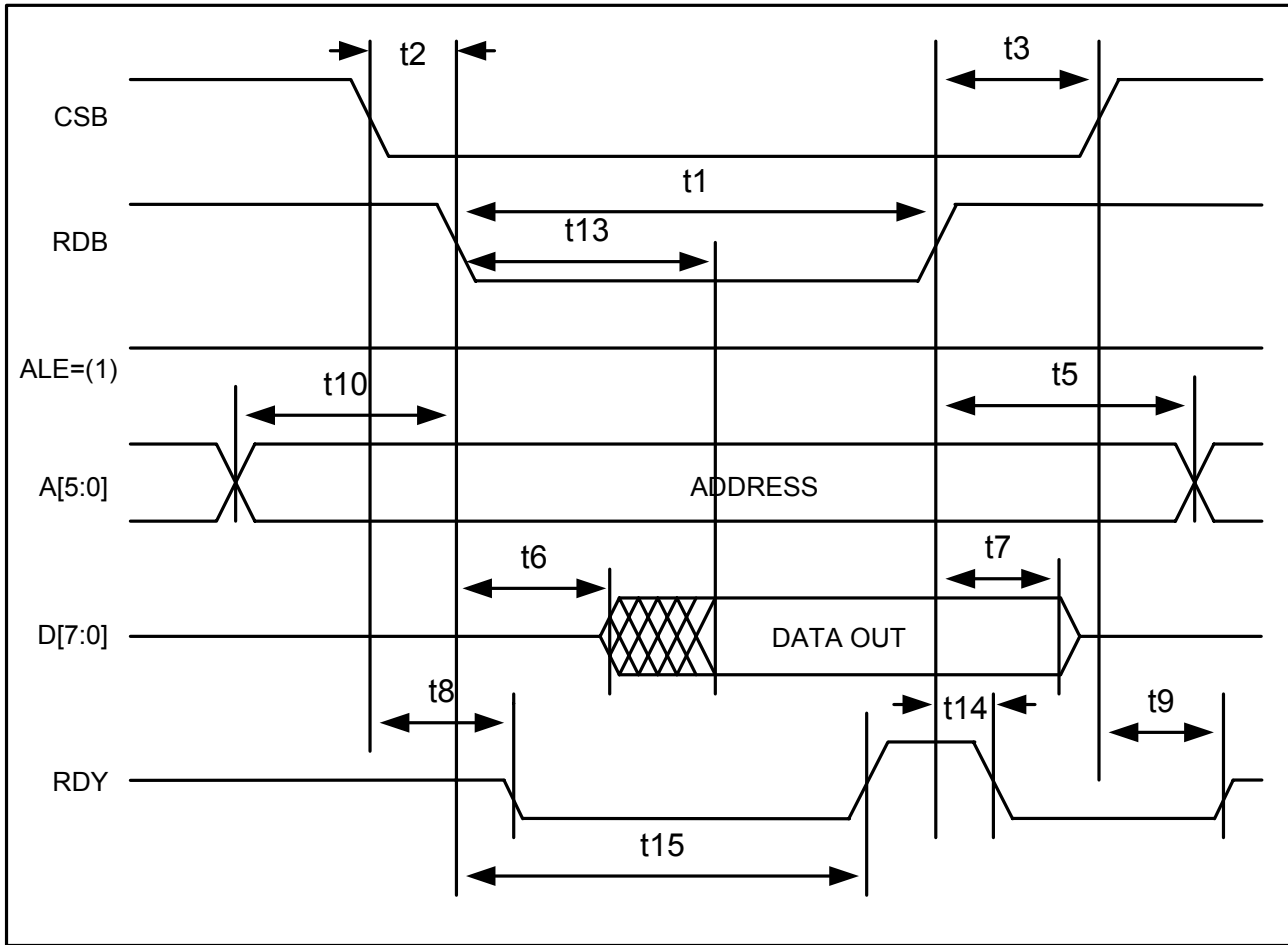 t2
t3
CSB
t1
RDB
t13
ALE=(1)
t10
t5
A[5:0]
ADDRESS
t6
t7
D[7:0]
DATA OUT
t8
t14
t9
RDY
t15